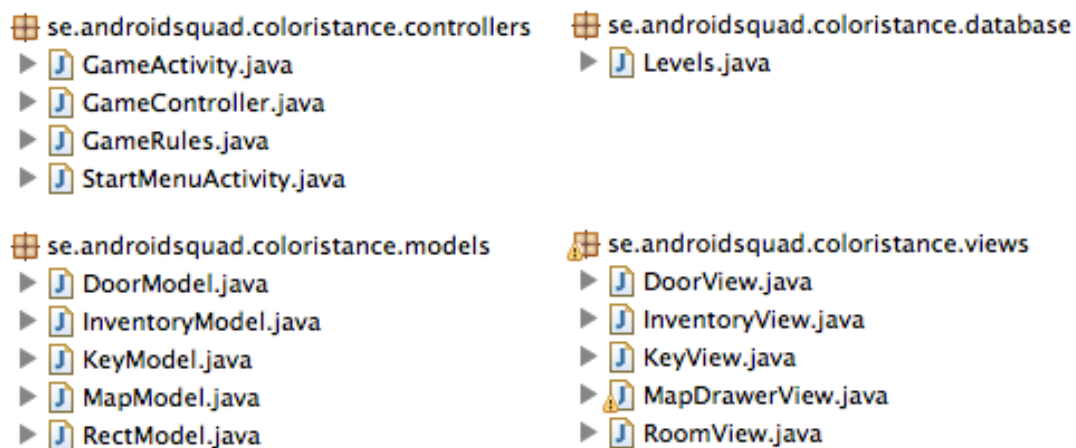 se.androidsquad.coloristance.controllers
GameActivity.java
GameController.java
GameRules.java
StartMenuActivity.java
se.androidsquad.coloristance.database
Levels.java
se.androidsquad.coloristance.models
DoorModel.java
InventoryModel.java
KeyModel.java
MapModel.java
RectModel.java
se.androidsquad.coloristance.views
DoorView.java
InventoryView.java
KeyView.java
MapDrawerView.java
RoomView.java